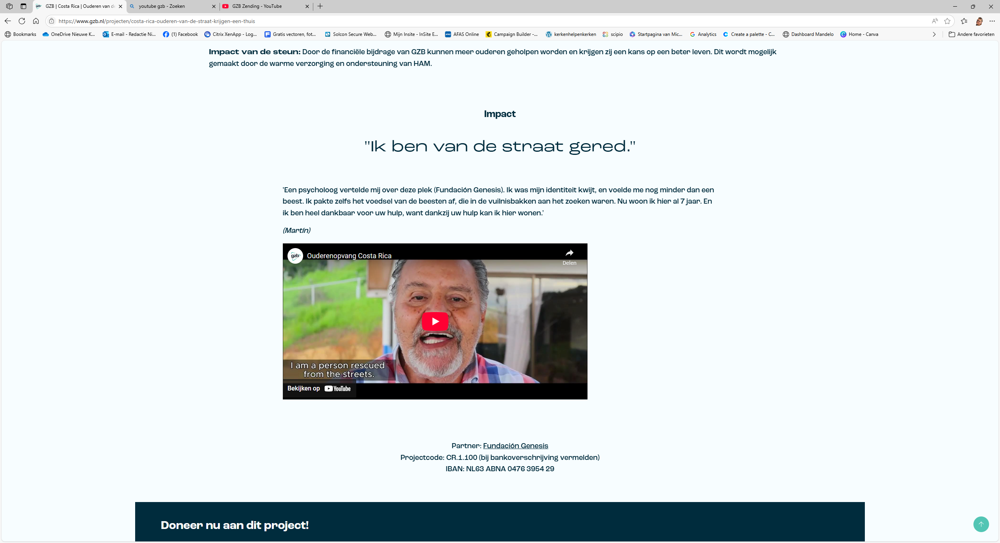 GZB | Costa Rica | Ouderen van de
youtube gzb - Zoeken
GZB Zending - YouTube
https://www.gzb.nl/projecten/costa-rica-ouderen-van-de-straat-krijgen-een-thuis
Bookmarks OneDrive Nieuwe K... E-mail - Redactie Ni... (1) Facebook Citrix XenApp - Log... Gratis vectoren, fot... Solcon Secure Web... Mijn Insite - InSite E... AFAS Online Campaign Builder -... kerkenhelpenkerken scipio Startpagina van Mic... Analytics Create a palette - C... Dashboard Mandelo Home - Canva Andere favorieten
Impact van de steun: Door de financiële bijdrage van GZB kunnen meer ouderen geholpen worden en krijgen zij een kans op een beter leven. Dit wordt mogelijk
gemaakt door de warme verzorging en ondersteuning van HAM.
Impact
"Ik ben van de straat gered."
'Een psycholoog vertelde mij over deze plek (Fundación Genesis). Ik was mijn identiteit kwijt, en voelde me nog minder dan een
beest. Ik pakte zelfs het voedsel van de beesten af, die in de vuilnisbakken aan het zoeken waren. Nu woon ik hier al 7 jaar. En
ik ben heel dankbaar voor uw hulp, want dankzij uw hulp kan ik hier wonen.'
(Martín)
gzb Ouderenopvang Costa Rica
Delen
I am a person rescued
from the streets.
Bekijken op YouTube
Partner: Fundación Genesis
Projectcode: CR.1.100 (bij bankoverschrijving vermelden)
IBAN: NL63 ABNA 0476 3954 29
Doneer nu aan dit project!